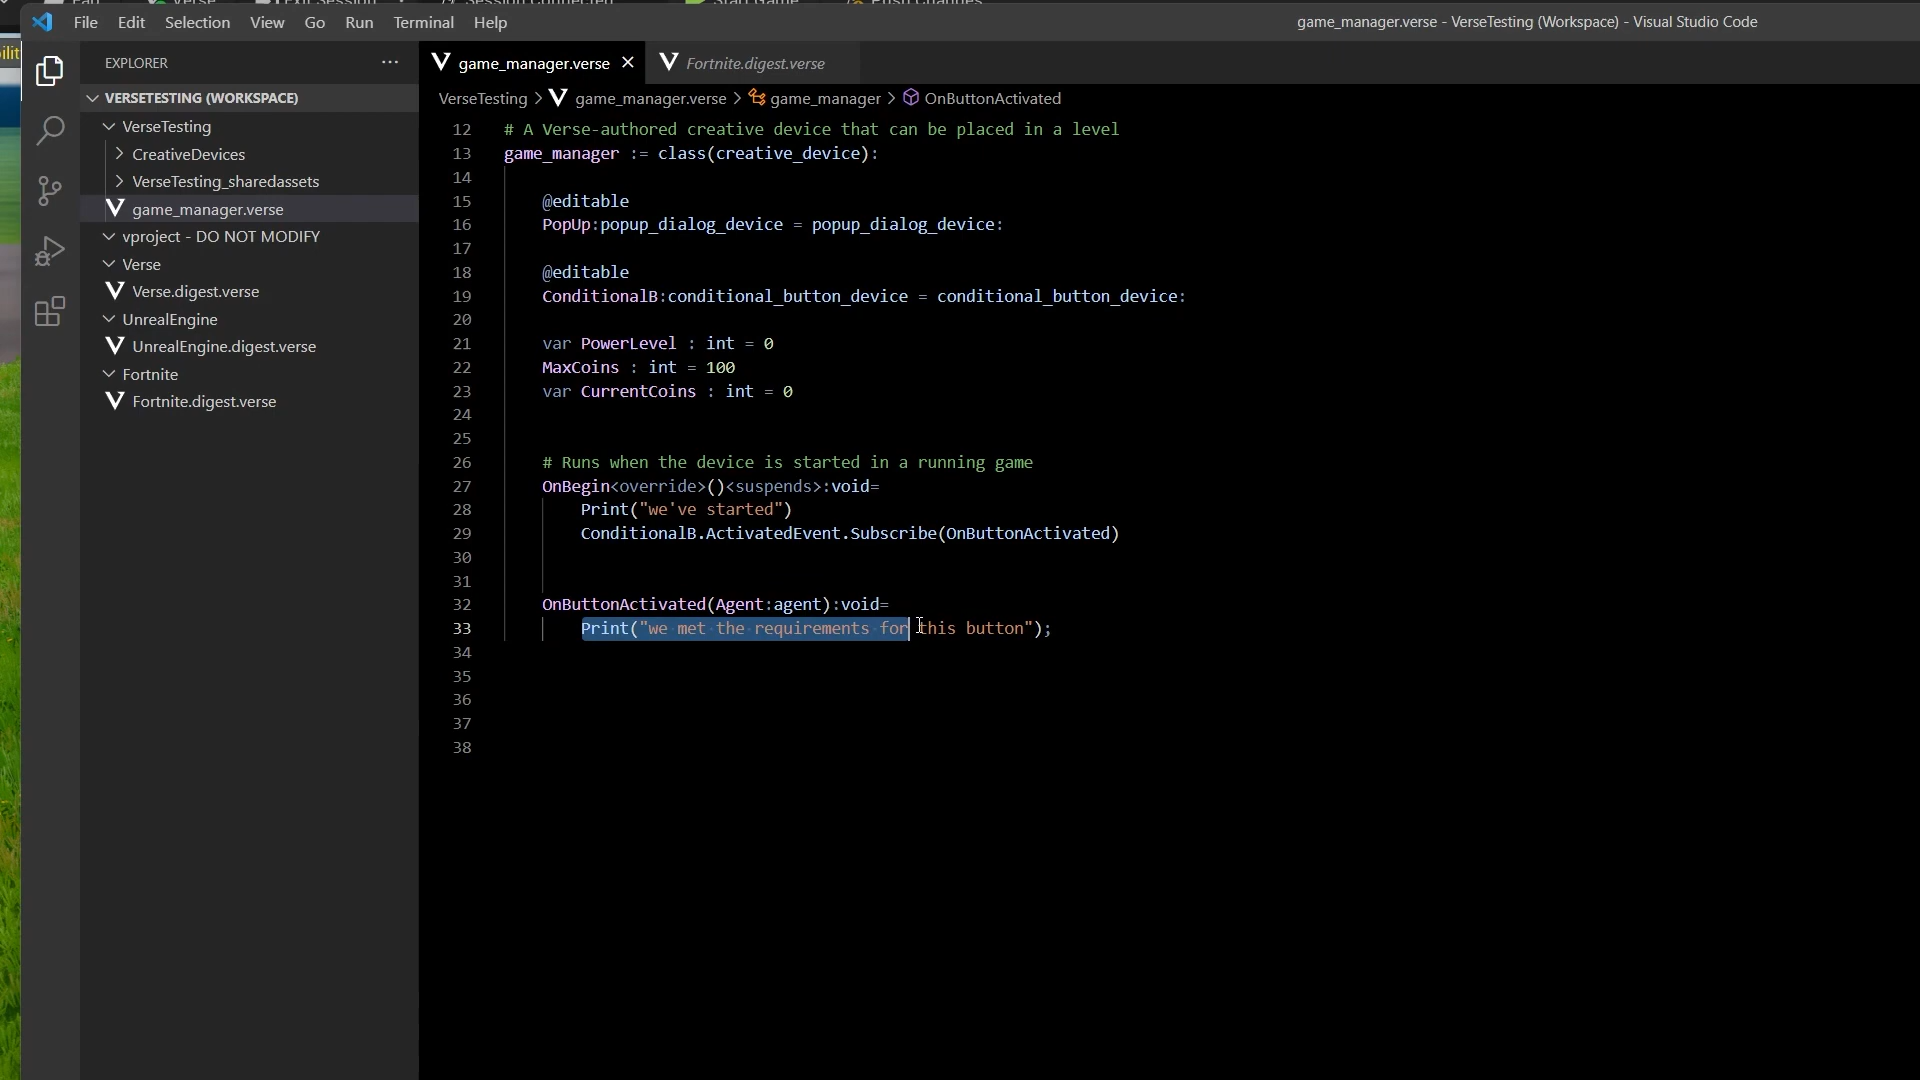 File Edit Selection View Go Run Terminal Help
game_manager.verse - VerseTesting (Workspace) - Visual Studio Code
EXPLORER
game_manager.verse
Fortnite.digest.verse
VERSETESTING (WORKSPACE)
VerseTesting
CreativeDevices
VerseTesting_sharedassets
game_manager.verse
vproject - DO NOT MODIFY
Verse
Verse.digest.verse
UnrealEngine
UnrealEngine.digest.verse
Fortnite
Fortnite.digest.verse
VerseTesting > game_manager.verse > game_manager > OnButtonActivated
12 # A Verse-authored creative device that can be placed in a level
13 game_manager := class(creative_device):
14
15 @editable
16 PopUp:popup_dialog_device = popup_dialog_device:
17
18 @editable
19 ConditionalB:conditional_button_device = conditional_button_device:
20
21 var PowerLevel : int = 0
22 MaxCoins : int = 100
23 var CurrentCoins : int = 0
24
25
26 # Runs when the device is started in a running game
27 OnBegin<override>()<suspends>:void=
28 Print("we've started")
29 ConditionalB.ActivatedEvent.Subscribe(OnButtonActivated)
30
31
32 OnButtonActivated(Agent:agent):void=
33 Print("we met the requirements for this button");
34
35
36
37
38